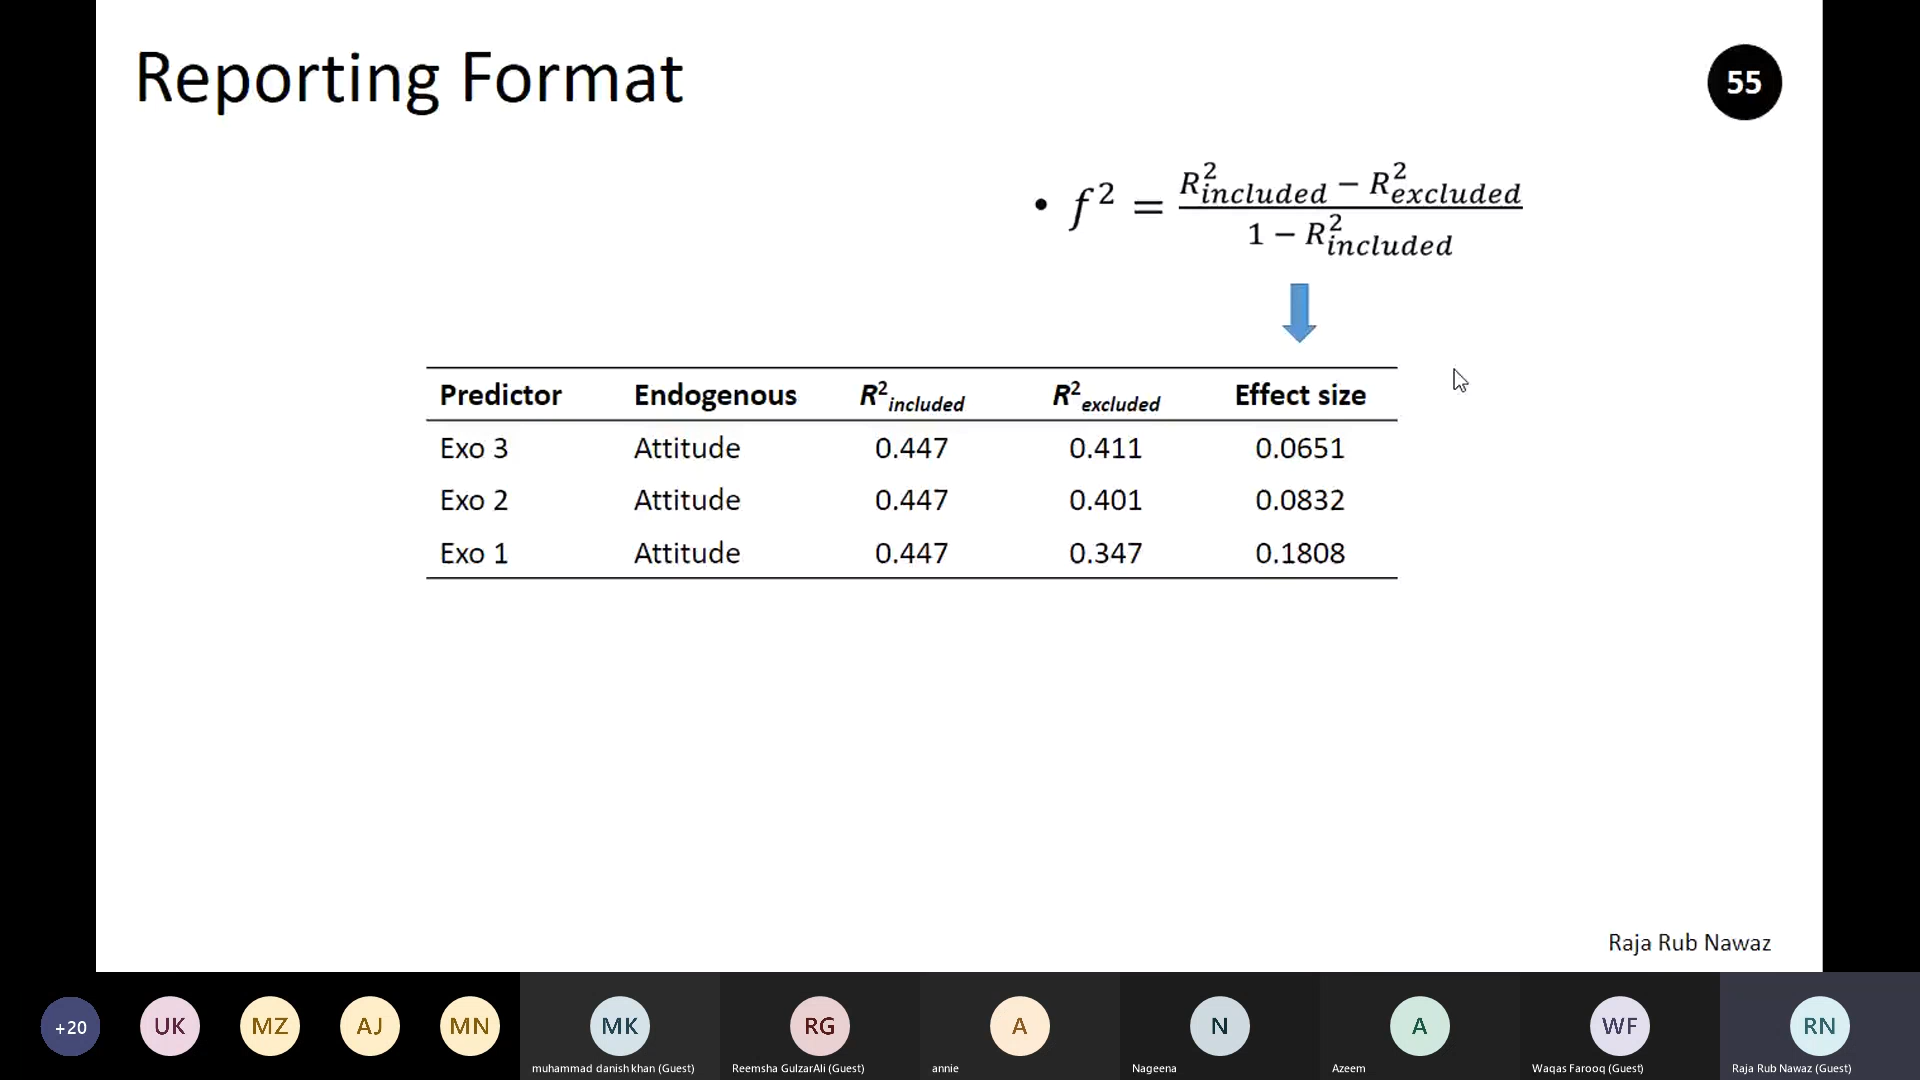 Reporting Format
55
• f² = (R²included − R²excluded) / (1 − R²included)
Predictor Endogenous R²included R²excluded Effect size
Exo 3 Attitude 0.447 0.411 0.0651
Exo 2 Attitude 0.447 0.401 0.0832
Exo 1 Attitude 0.447 0.347 0.1808
Raja Rub Nawaz
+20 UK MZ AJ MN MK RG A N A WF RN
muhammad danish khan (Guest) Reemsha GulzarAli (Guest) annie Nageena Azeem Waqas Farooq (Guest) Raja Rub Nawaz (Guest)